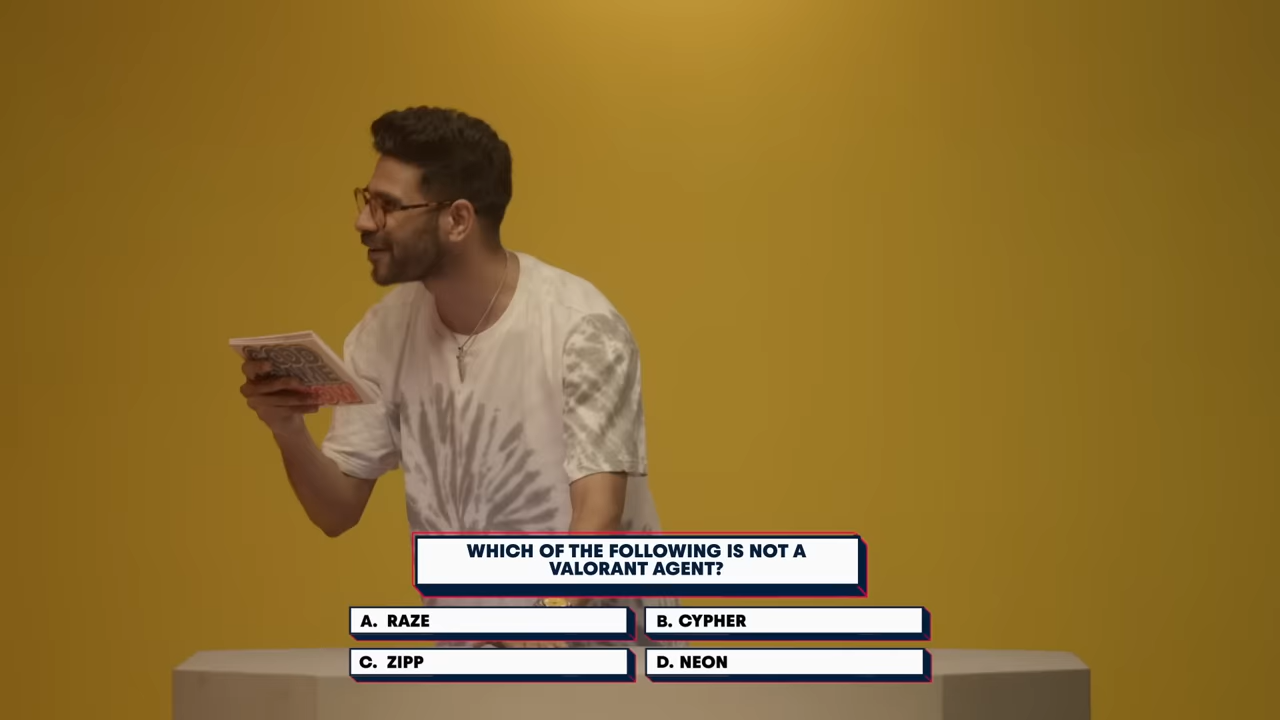 WHICH OF THE FOLLOWING IS NOT A
VALORANT AGENT?
A. RAZE
B. CYPHER
C. ZIPP
D. NEON